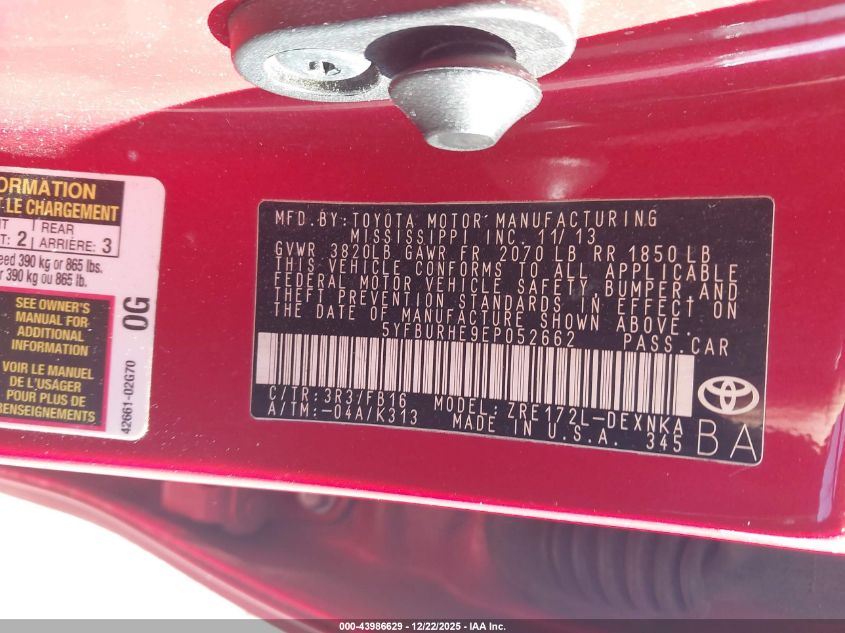 ORMATION
T LE CHARGEMENT
NT REAR
T: 2 ARRIÈRE: 3
eed 390 kg or 865 lbs.
r 390 kg ou 865 lb.
SEE OWNER'S
MANUAL FOR
ADDITIONAL
INFORMATION
VOIR LE MANUEL
DE L'USAGER
POUR PLUS DE
RENSEIGNEMENTS
0G
42661-02G70
MFD. BY: TOYOTA MOTOR MANUFACTURING
MISSISSIPPI INC. 11/13
GVWR 3820LB GAWR FR 2070 LB RR 1850 LB
THIS VEHICLE CONFORMS TO ALL APPLICABLE
FEDERAL MOTOR VEHICLE SAFETY, BUMPER, AND
THEFT PREVENTION STANDARDS IN EFFECT ON
THE DATE OF MANUFACTURE SHOWN ABOVE.
5YFBURHE9EP052662 PASS. CAR
C/TR: 3R3/FB16 MODEL: ZRE172L-DEXNKA
A/TM: -04A/K313 MADE IN U.S.A. 345 BA
000-43986629 - 12/22/2025 - IAA Inc.